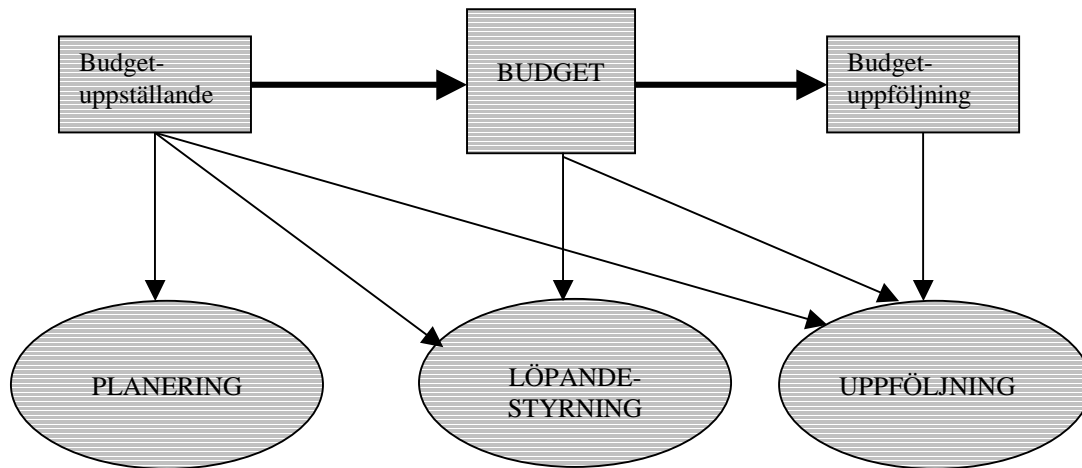 Budget-
uppställande
BUDGET
Budget-
uppföljning
PLANERING
LÖPANDE-
STYRNING
UPPFÖLJNING